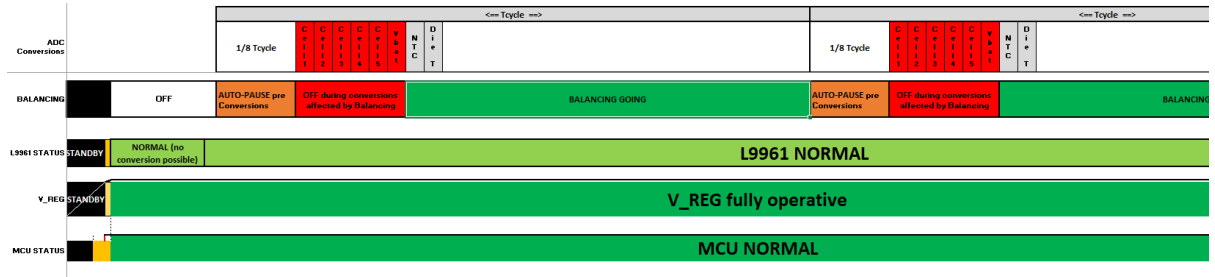 <== Tcycle ==>
<== Tcycle ==>
ADC
Conversions
1/8 Tcycle
Cell1
Cell2
Cell3
Cell4
Cell5
Vbat
NTC
Die T
1/8 Tcycle
Cell1
Cell2
Cell3
Cell4
Cell5
Vbat
NTC
Die T
BALANCING
OFF
AUTO-PAUSE pre
Conversions
OFF during conversions
affected by Balancing
BALANCING GOING
AUTO-PAUSE pre
Conversions
OFF during conversions
affected by Balancing
BALANCING
L9961 STATUS
STANDBY
NORMAL (no
conversion possible)
L9961 NORMAL
V_REG
STANDBY
V_REG fully operative
MCU STATUS
MCU NORMAL